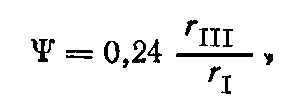 Ψ = 0,24 r_III / r_I ,